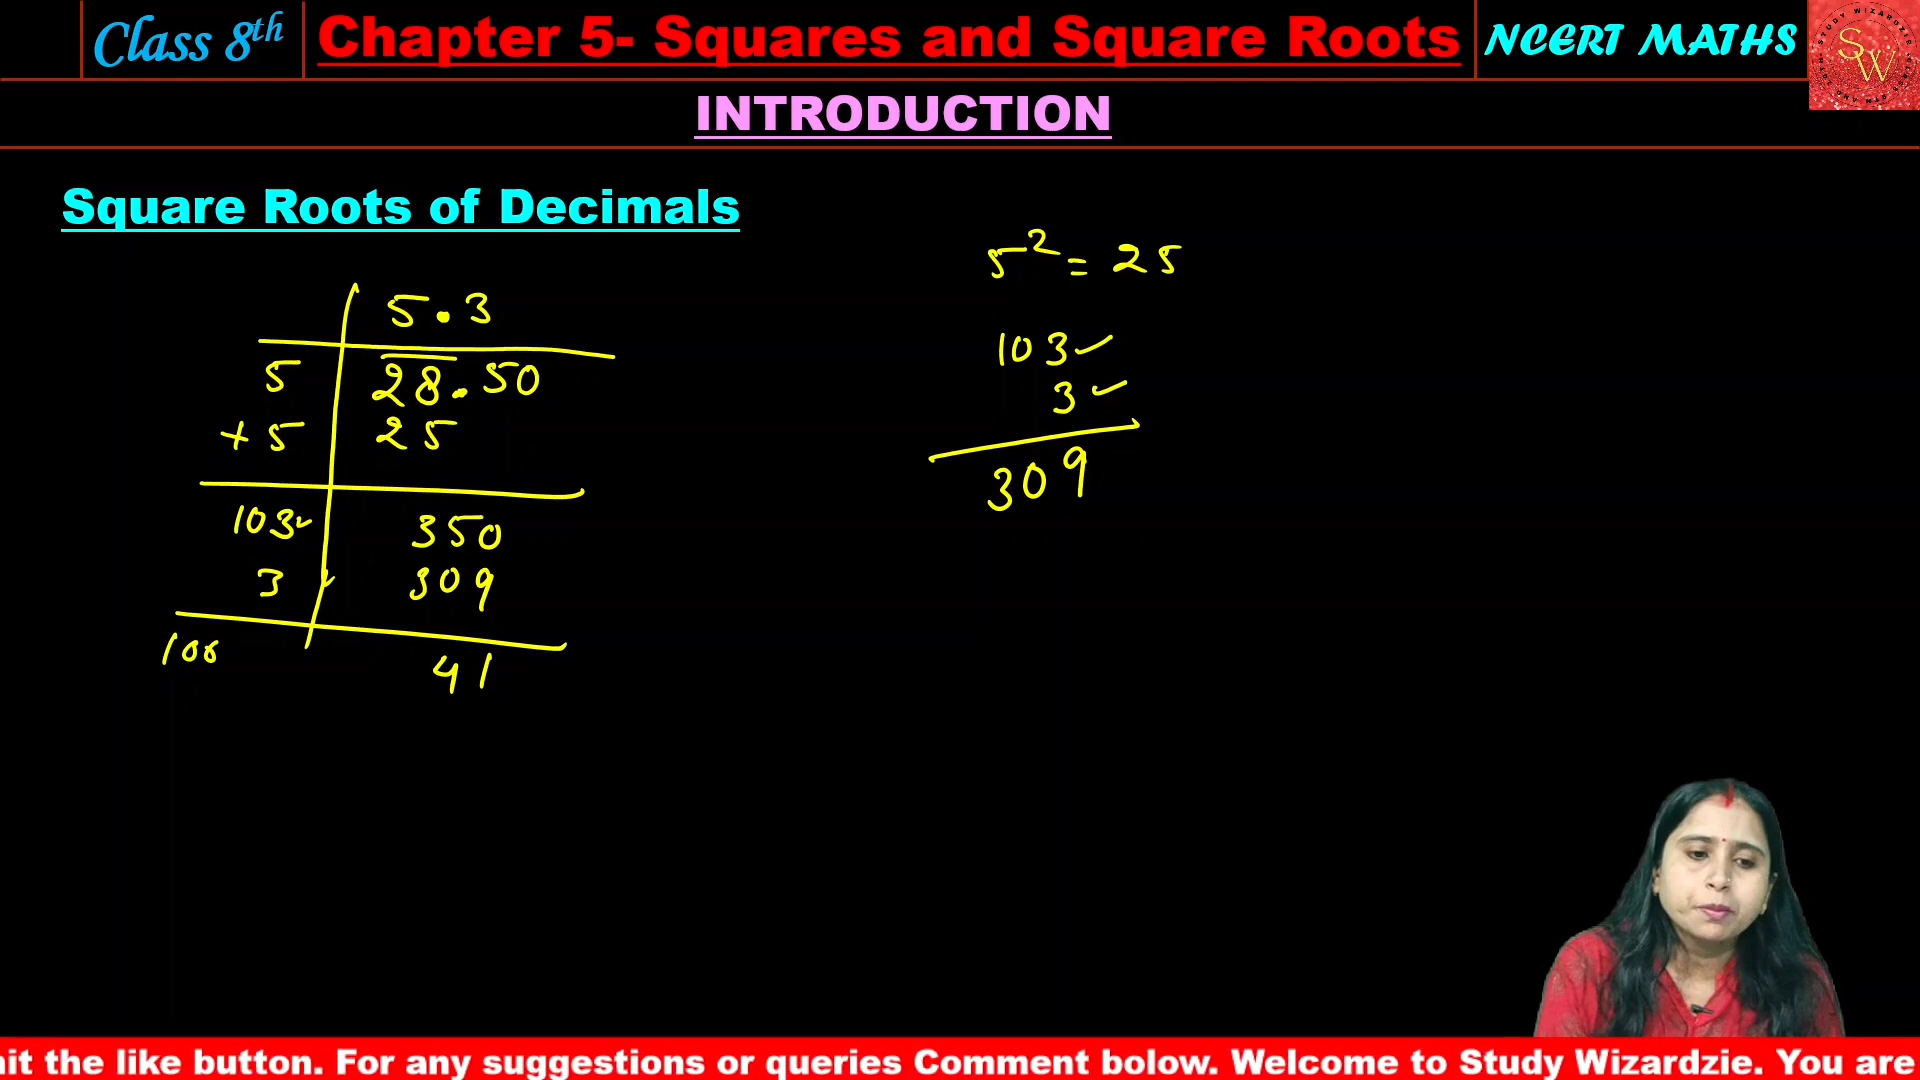 Class 8th
Chapter 5- Squares and Square Roots
NCERT MATHS
SW
INTRODUCTION
Square Roots of Decimals
5.3
5 28.50
+ 5 25
103 350
3 309
106 41
5² = 25
103
3
309
hit the like button. For any suggestions or queries Comment bolow. Welcome to Study Wizardzie. You are